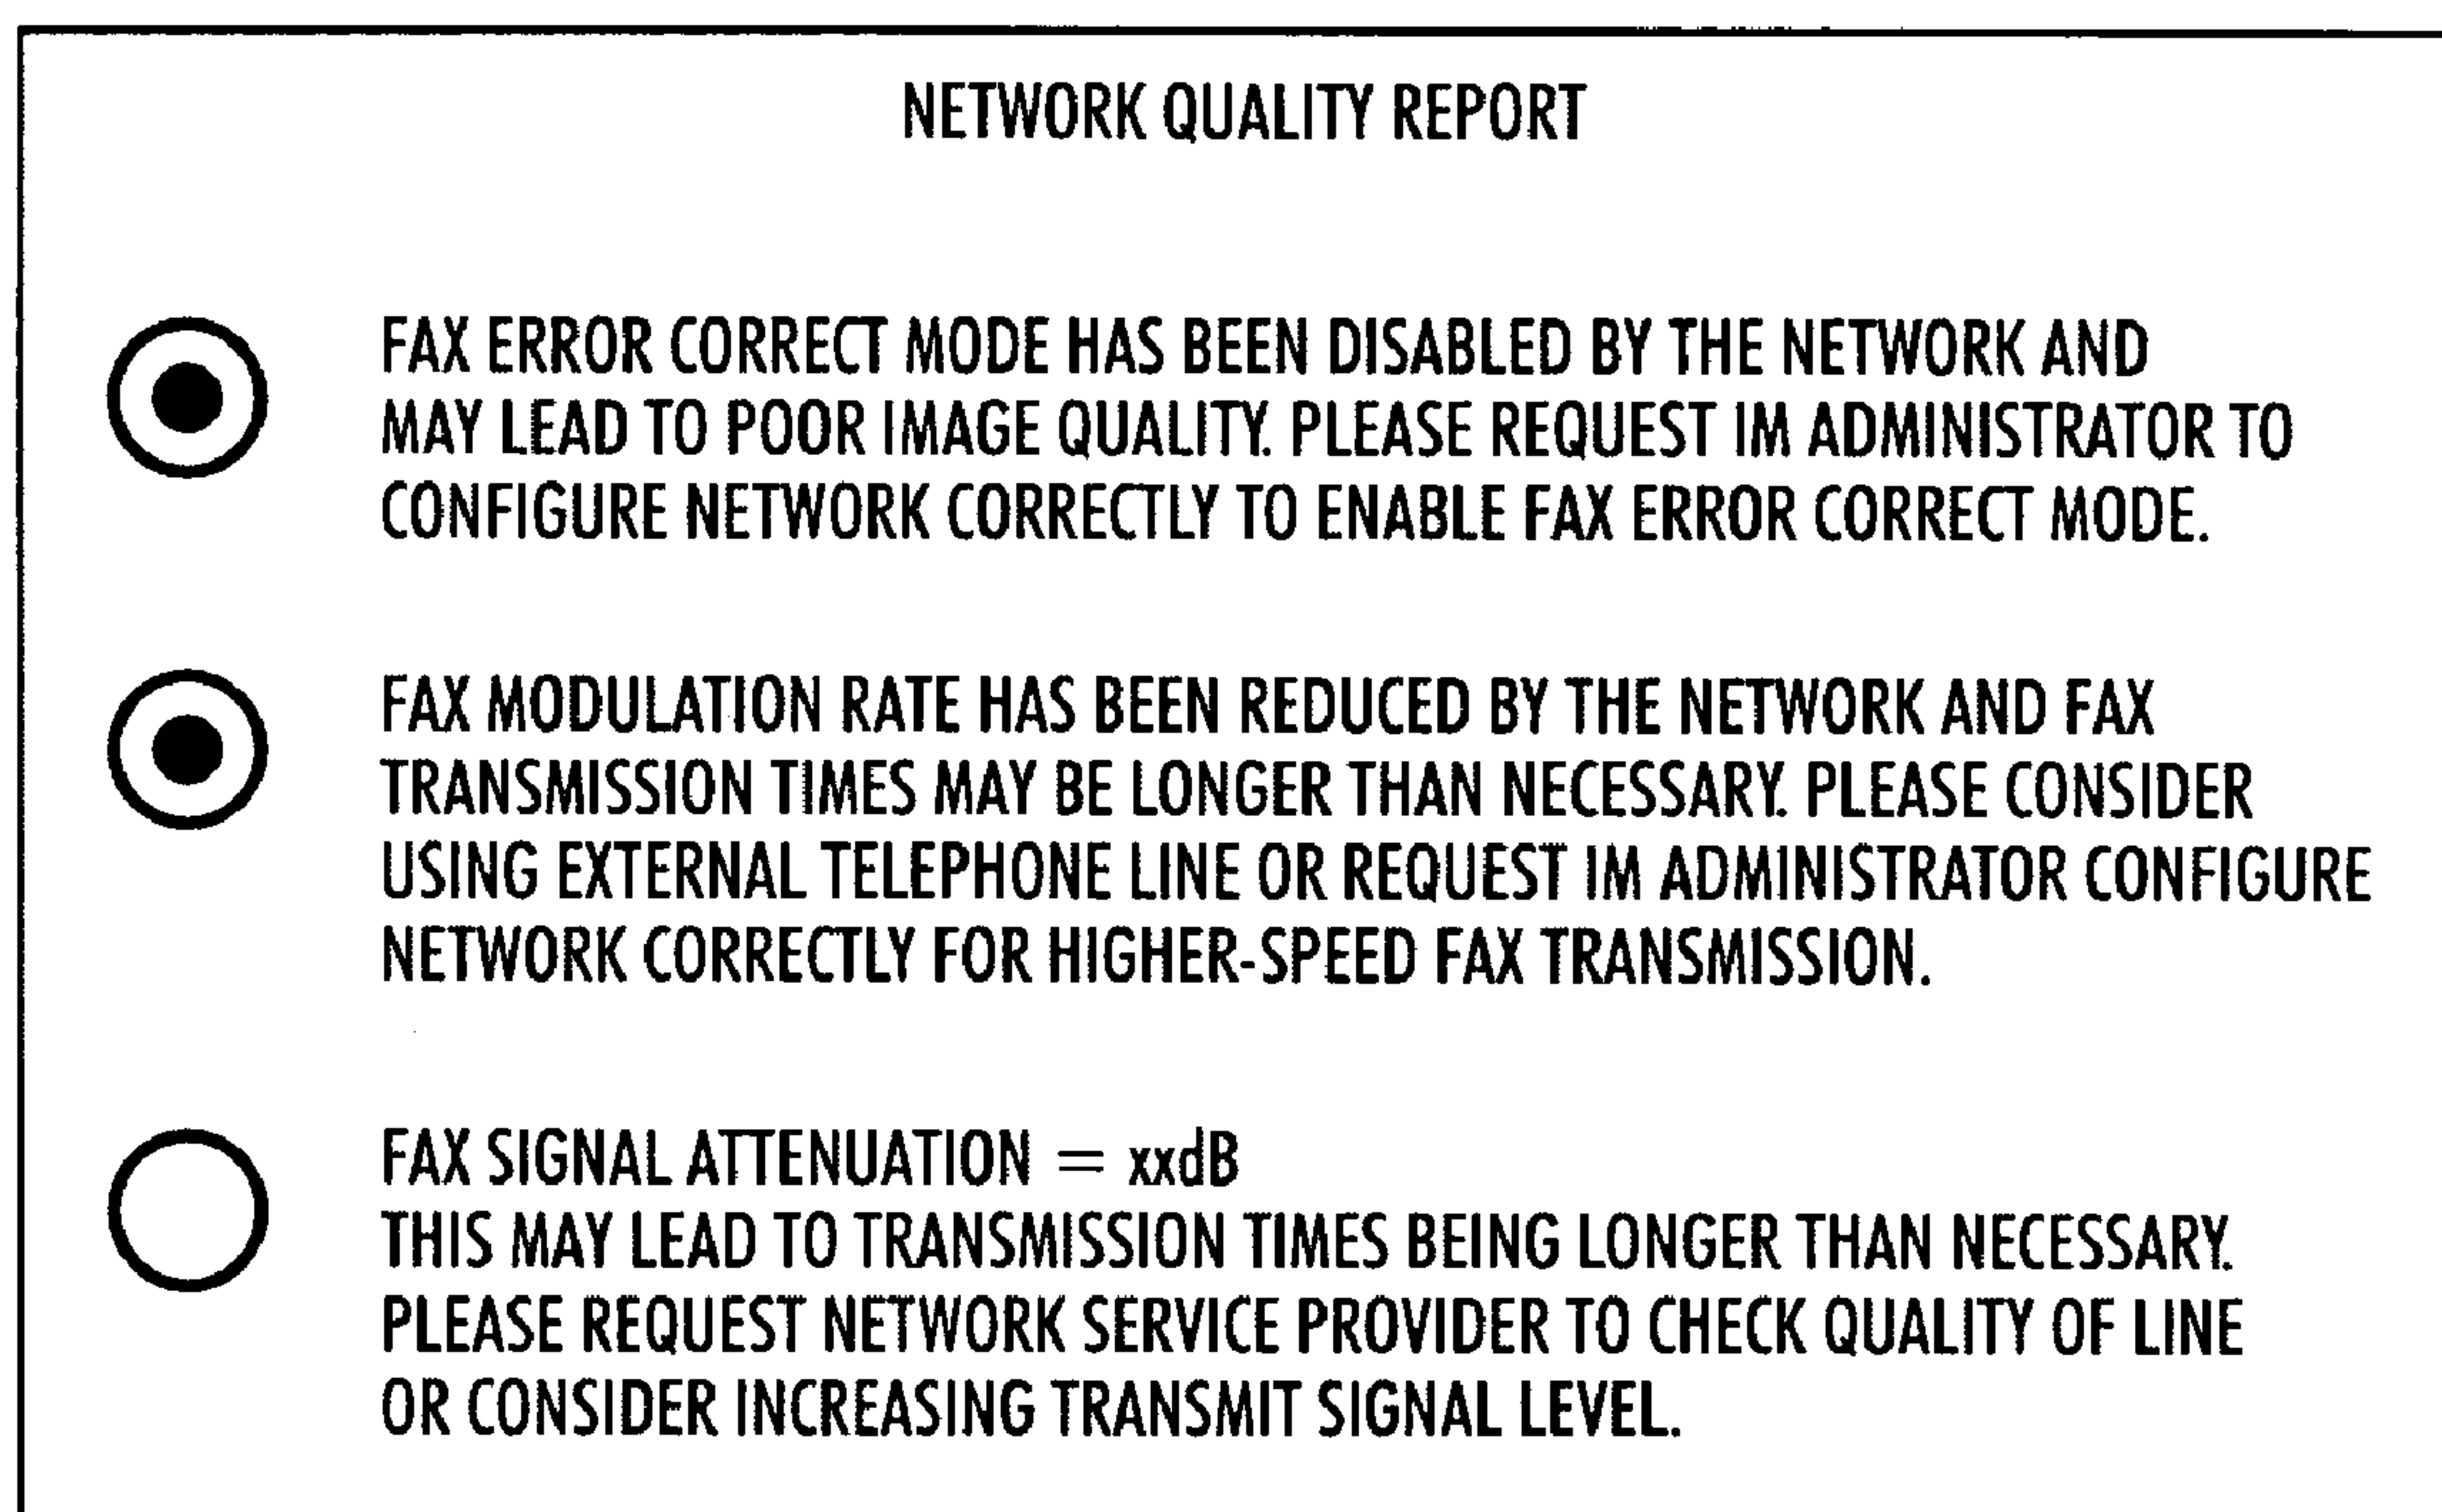 NETWORK QUALITY REPORT
FAX ERROR CORRECT MODE HAS BEEN DISABLED BY THE NETWORK AND
MAY LEAD TO POOR IMAGE QUALITY. PLEASE REQUEST IM ADMINISTRATOR TO
CONFIGURE NETWORK CORRECTLY TO ENABLE FAX ERROR CORRECT MODE.
FAX MODULATION RATE HAS BEEN REDUCED BY THE NETWORK AND FAX
TRANSMISSION TIMES MAY BE LONGER THAN NECESSARY. PLEASE CONSIDER
USING EXTERNAL TELEPHONE LINE OR REQUEST IM ADMINISTRATOR CONFIGURE
NETWORK CORRECTLY FOR HIGHER-SPEED FAX TRANSMISSION.
FAX SIGNAL ATTENUATION = xxdB
THIS MAY LEAD TO TRANSMISSION TIMES BEING LONGER THAN NECESSARY.
PLEASE REQUEST NETWORK SERVICE PROVIDER TO CHECK QUALITY OF LINE
OR CONSIDER INCREASING TRANSMIT SIGNAL LEVEL.